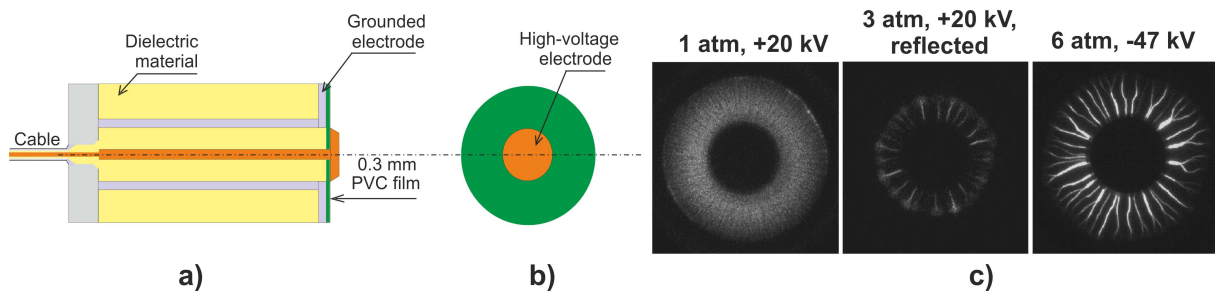 Dielectric
material
Grounded
electrode
Cable
0.3 mm
PVC film
a)
High-voltage
electrode
b)
1 atm, +20 kV
3 atm, +20 kV,
reflected
6 atm, -47 kV
c)